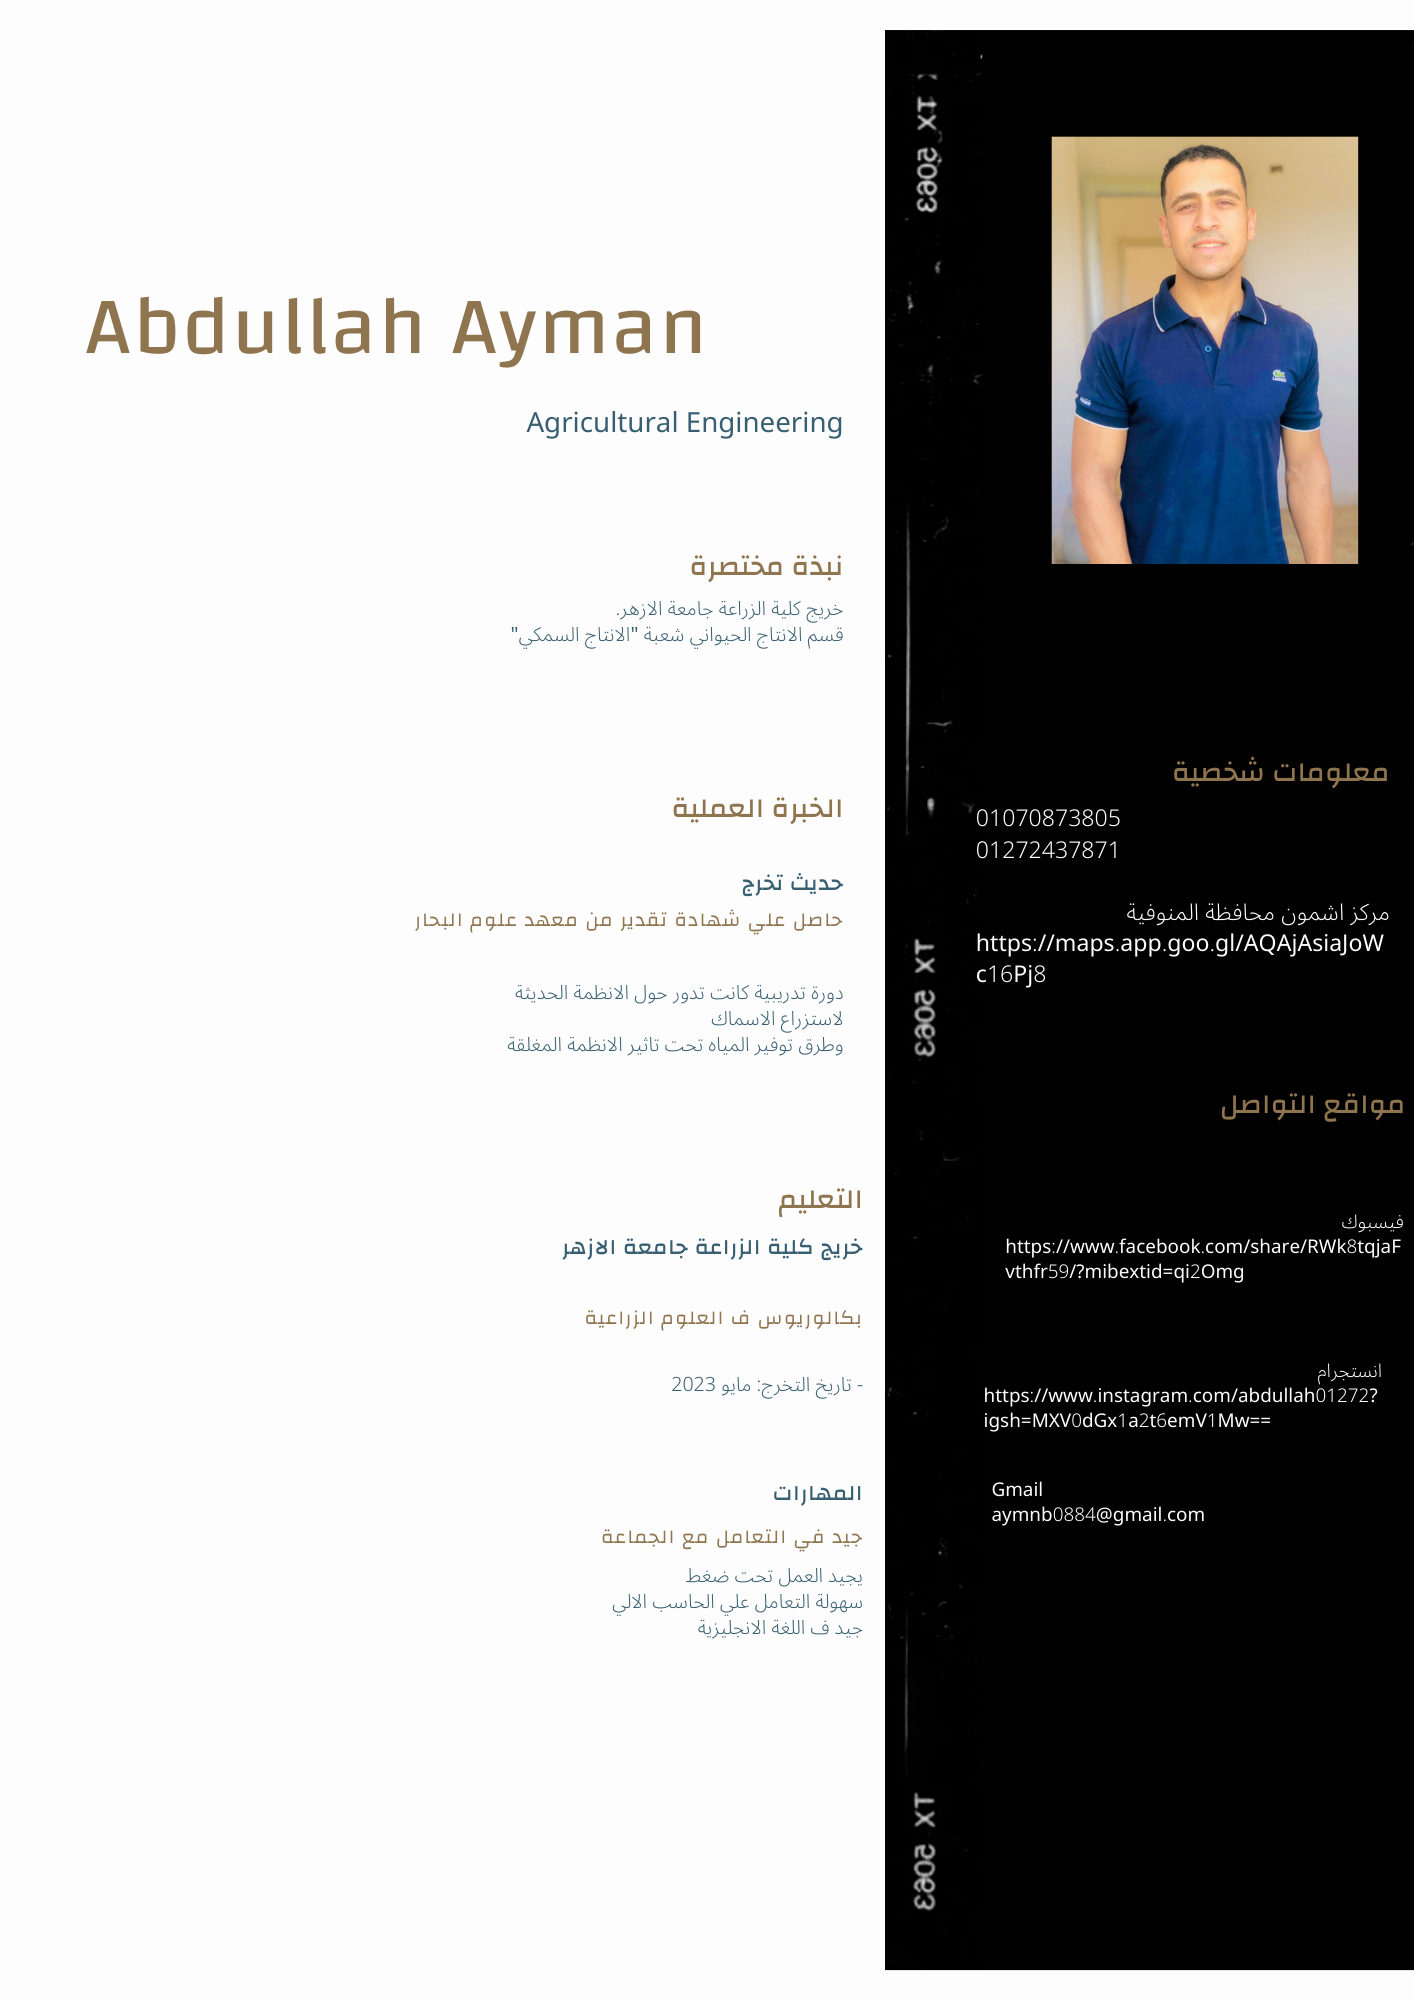 Abdullah Ayman
Agricultural Engineering
نبذة مختصرة
خريج كلية الزراعة جامعة الازهر.
قسم الانتاج الحيواني شعبة "الانتاج السمكي"
الخبرة العملية
حديث تخرج
حاصل علي شهادة تقدير من معهد علوم البحار
دورة تدريبية كانت تدور حول الانظمة الحديثة
لاستزراع الاسماك
وطرق توفير المياه تحت تاثير الانظمة المغلقة
التعليم
خريج كلية الزراعة جامعة الازهر
بكالوريوس ف العلوم الزراعية
- تاريخ التخرج: مايو 2023
المهارات
جيد في التعامل مع الجماعة
يجيد العمل تحت ضغط
سهولة التعامل علي الحاسب الالي
جيد ف اللغة الانجليزية
معلومات شخصية
01070873805
01272437871
مركز اشمون محافظة المنوفية
https://maps.app.goo.gl/AQAjAsiaJoW
c16Pj8
مواقع التواصل
فيسبوك
https://www.facebook.com/share/RWk8tqjaF
vthfr59/?mibextid=qi2Omg
انستجرام
https://www.instagram.com/abdullah01272?
igsh=MXV0dGx1a2t6emV1Mw==
Gmail
aymnb0884@gmail.com
TX 5063
TX 5063
TX 5063